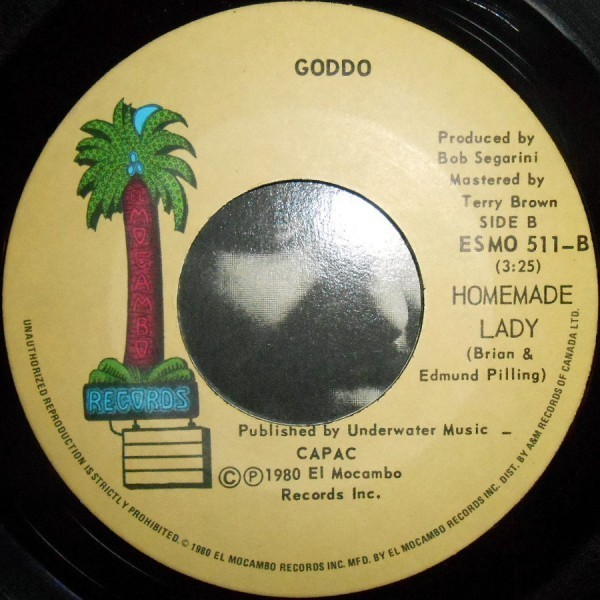 GODDO
EL MOCAMBO
RECORDS
Produced by
Bob Segarini
Mastered by
Terry Brown
SIDE B
ESMO 511-B
(3:25)
HOMEMADE
LADY
(Brian &
Edmund Pilling)
Published by Underwater Music –
CAPAC
©℗1980 El Mocambo
Records Inc.
UNAUTHORIZED REPRODUCTION IS STRICTLY PROHIBITED. © 1980 EL MOCAMBO RECORDS INC. MFD. BY EL MOCAMBO RECORDS INC. DIST. BY A&M RECORDS OF CANADA LTD.